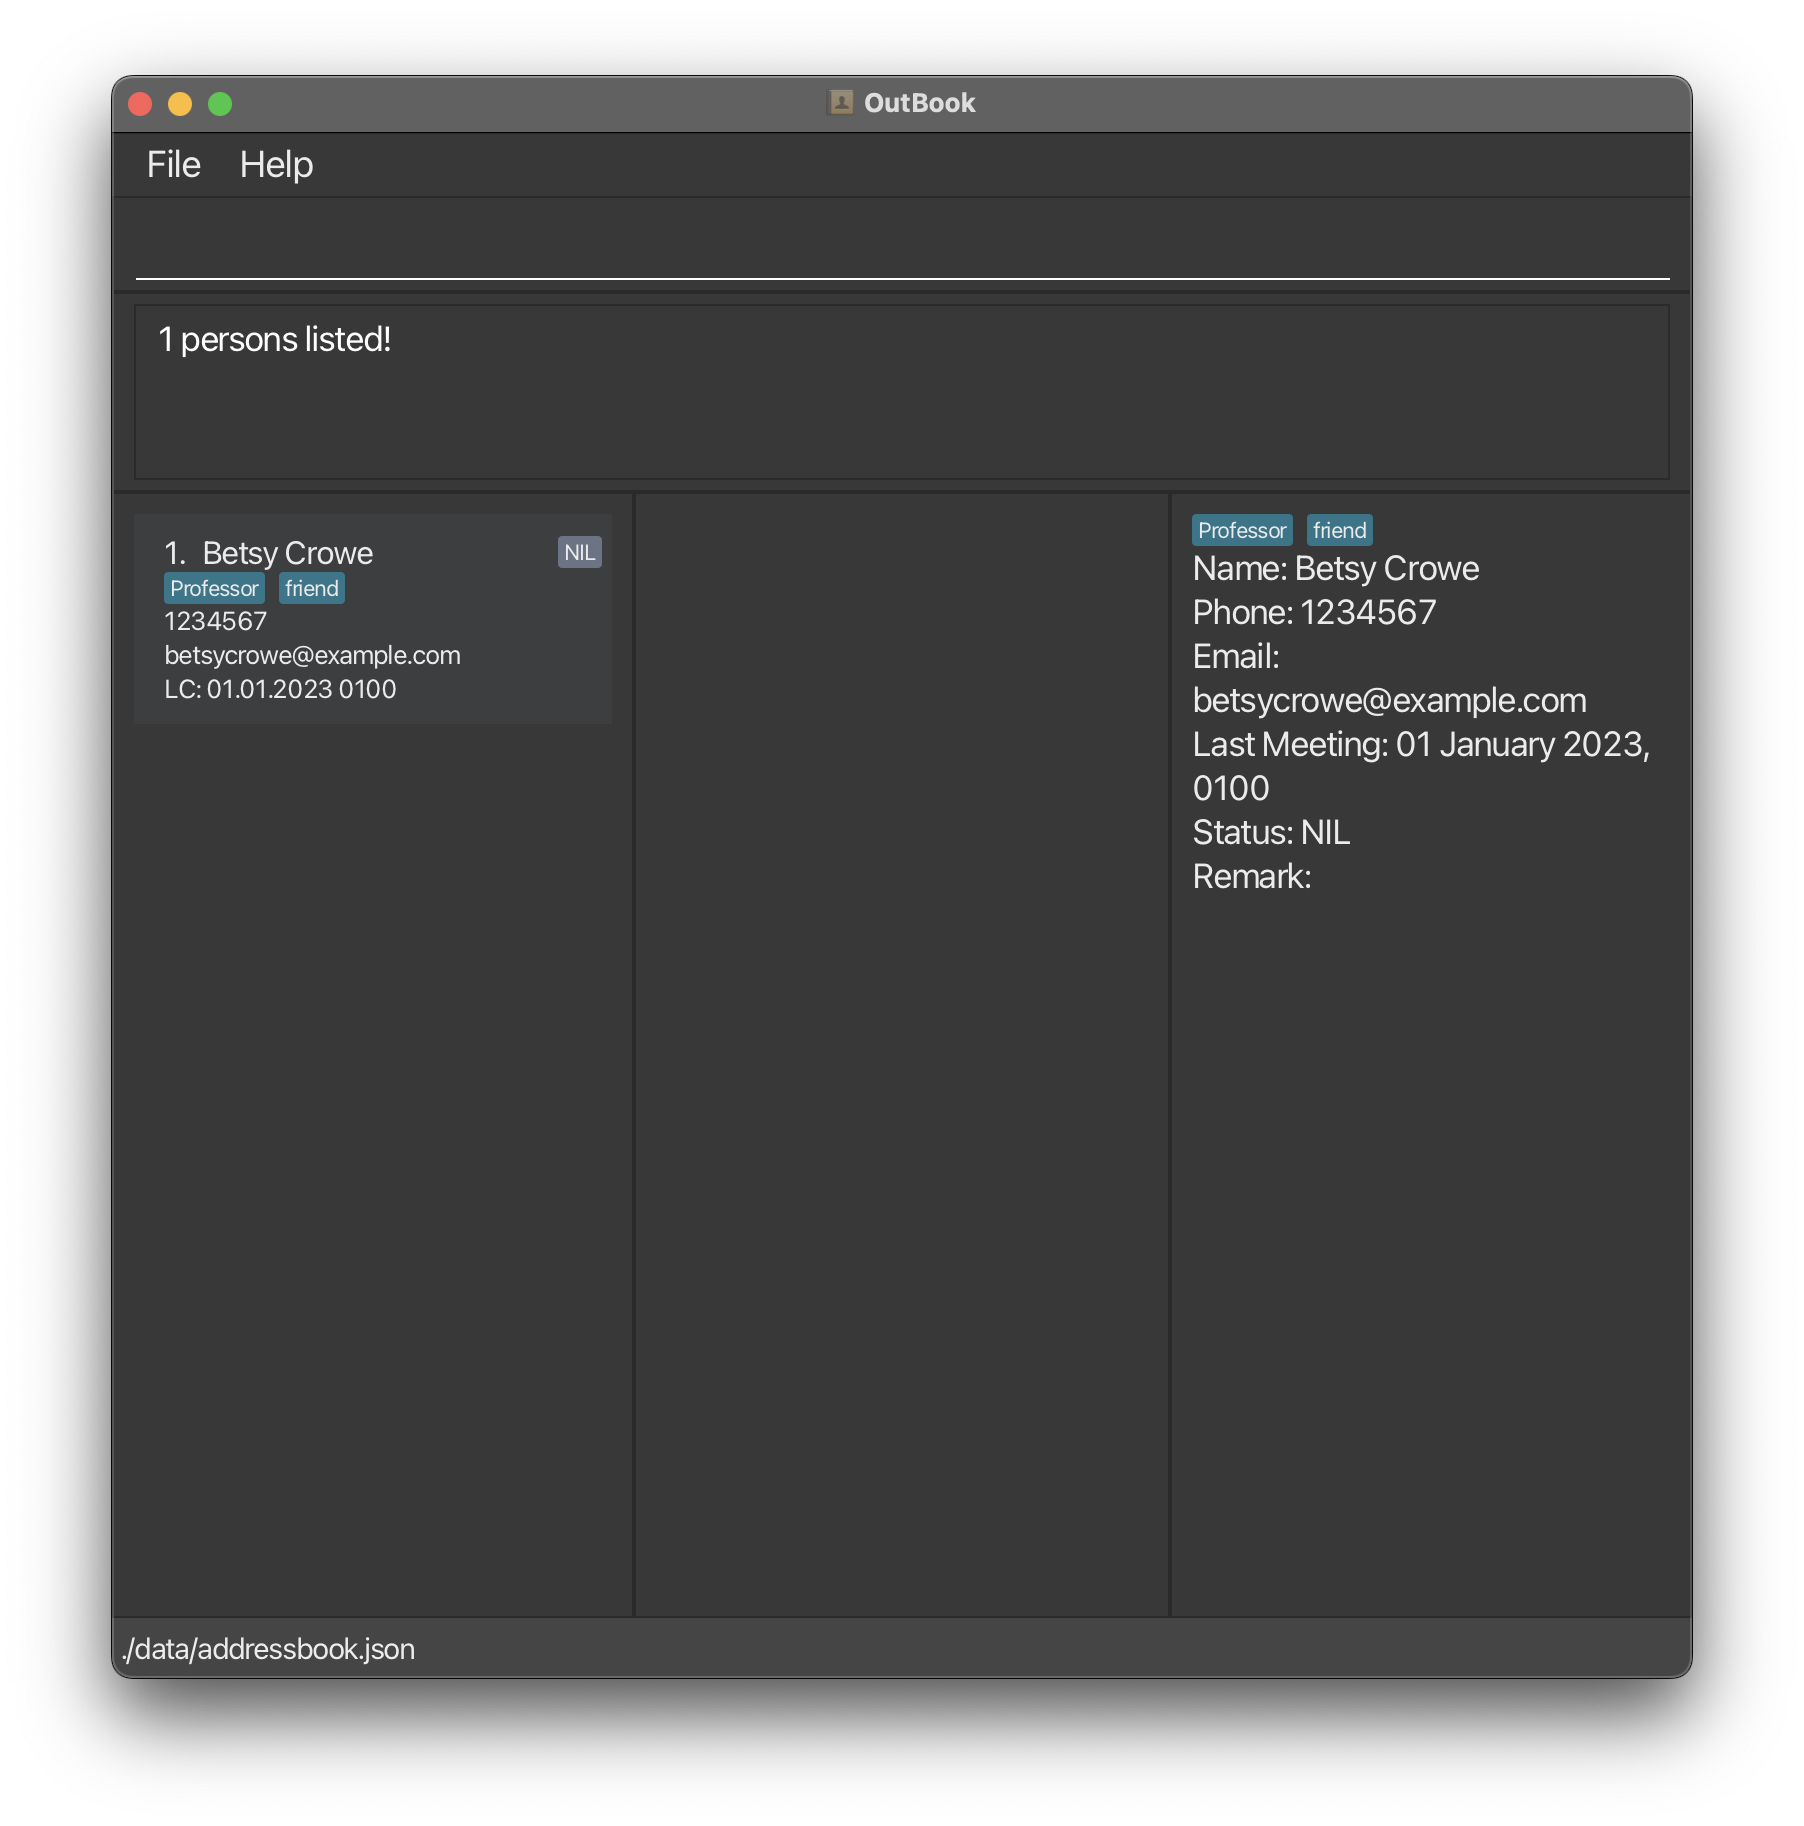 OutBook
File Help
1 persons listed!
1. Betsy Crowe NIL
Professor friend
1234567
betsycrowe@example.com
LC: 01.01.2023 0100
Professor friend
Name: Betsy Crowe
Phone: 1234567
Email:
betsycrowe@example.com
Last Meeting: 01 January 2023,
0100
Status: NIL
Remark:
./data/addressbook.json